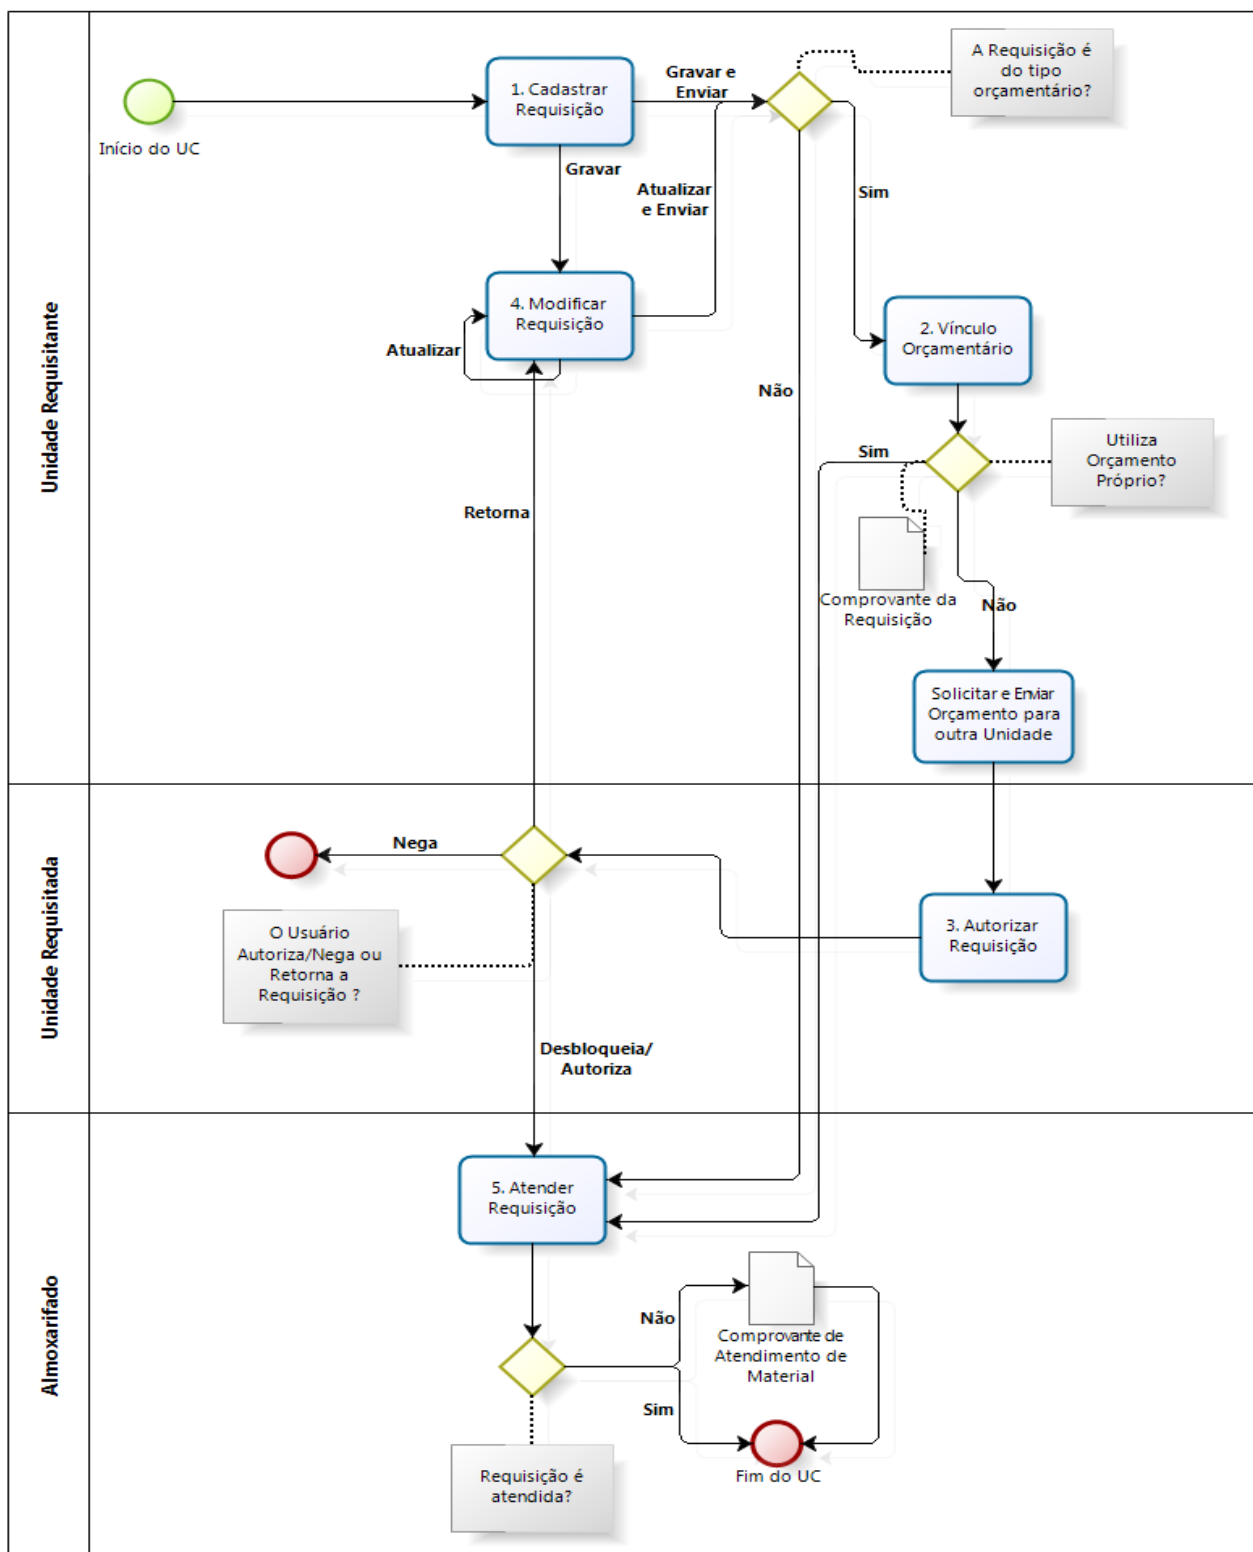 Unidade Requisitante
Início do UC
1. Cadastrar
Requisição
Gravar e
Enviar
A Requisição é
do tipo
orçamentário?
Gravar
Atualizar
e Enviar
Sim
4. Modificar
Requisição
Atualizar
2. Vínculo
Orçamentário
Não
Sim
Utiliza
Orçamento
Próprio?
Retorna
Comprovante da
Requisição
Não
Solicitar e Enviar
Orçamento para
outra Unidade
Unidade Requisitada
Nega
O Usuário
Autoriza/Nega ou
Retorna a
Requisição ?
3. Autorizar
Requisição
Desbloqueia/
Autoriza
Almoxarifado
5. Atender
Requisição
Não
Comprovante de
Atendimento de
Material
Sim
Requisição é
atendida?
Fim do UC